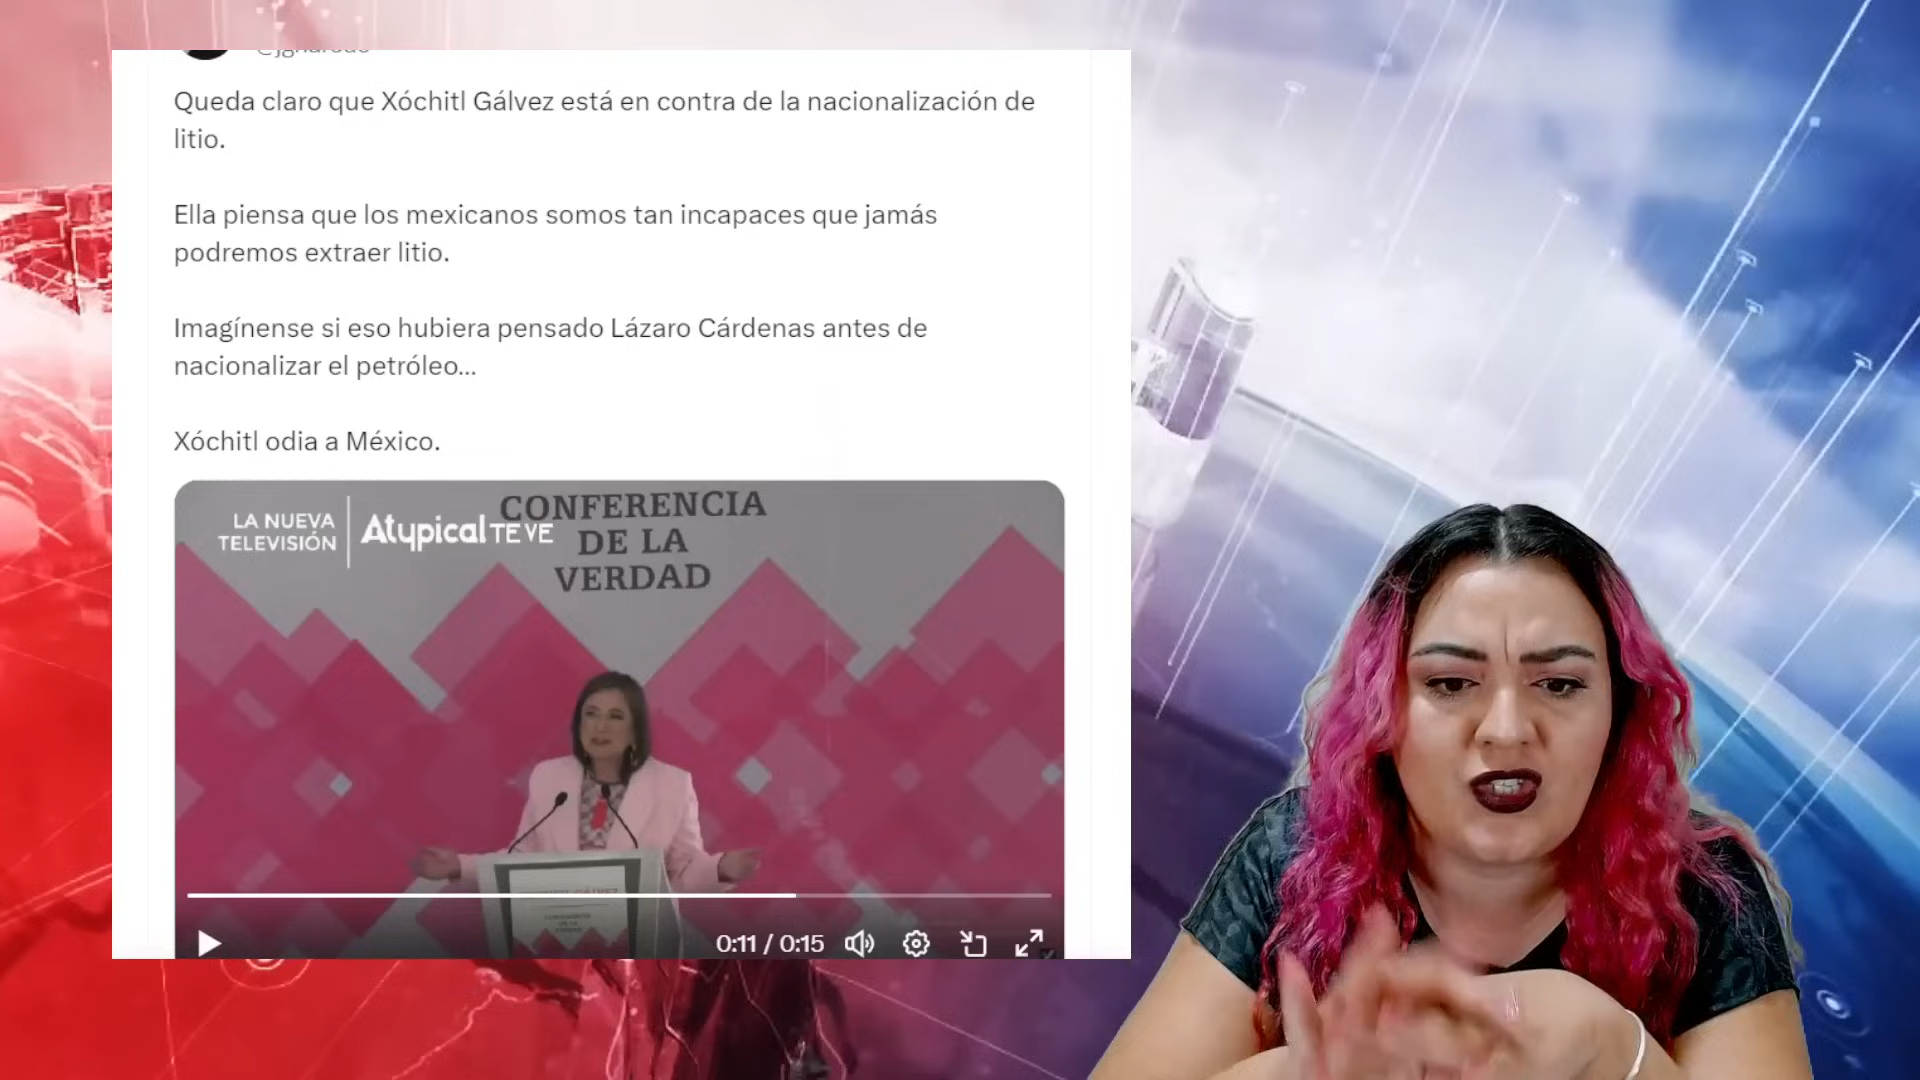 Queda claro que Xóchitl Gálvez está en contra de la nacionalización de
litio.
Ella piensa que los mexicanos somos tan incapaces que jamás
podremos extraer litio.
Imagínense si eso hubiera pensado Lázaro Cárdenas antes de
nacionalizar el petróleo...
Xóchitl odia a México.
LA NUEVA
TELEVISIÓN
Atypical TE VE
CONFERENCIA
DE LA
VERDAD
0:11 / 0:15